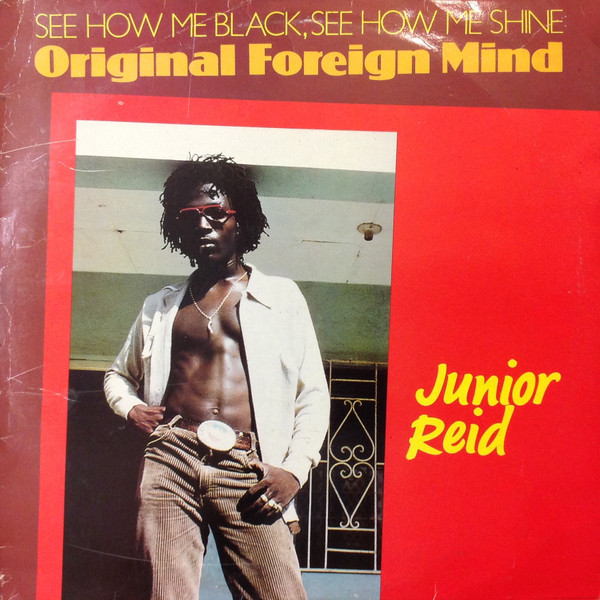 SEE HOW ME BLACK, SEE HOW ME SHINE
Original Foreign Mind
Junior
Reid